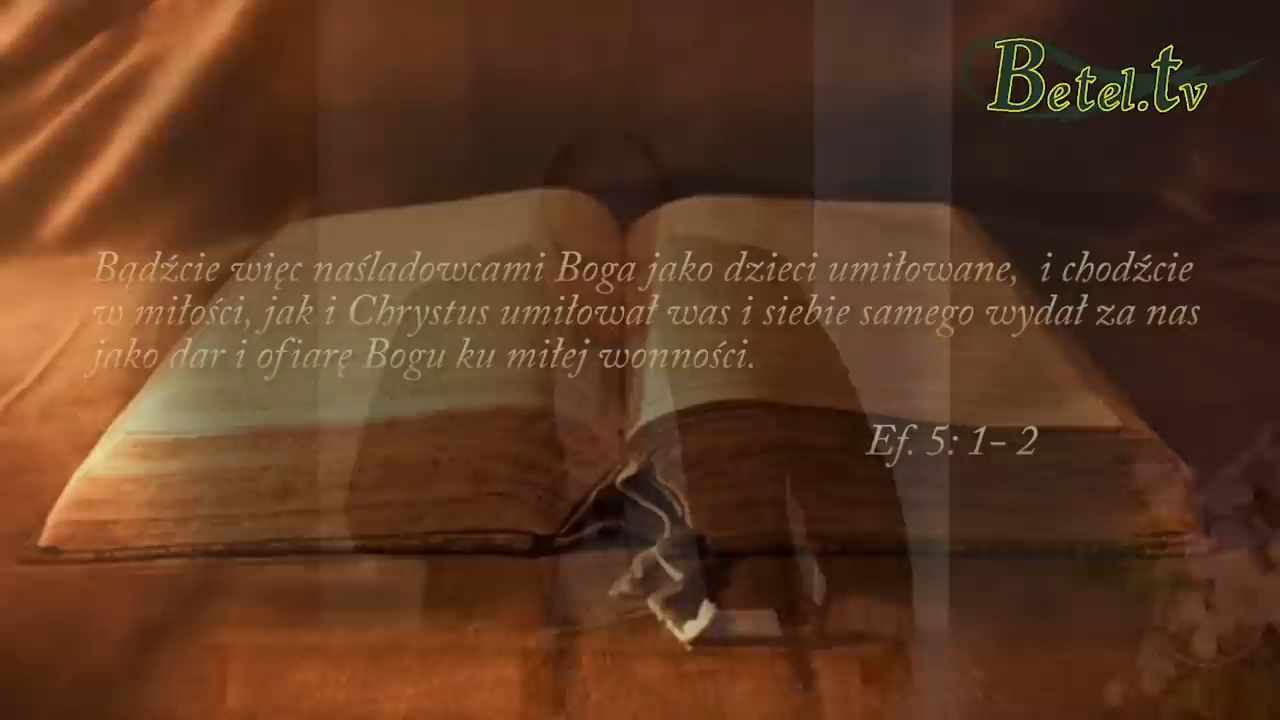 Betel.tv
Bądźcie więc naśladowcami Boga jako dzieci umiłowane, i chodźcie
w miłości, jak i Chrystus umiłował was i siebie samego wydał za nas
jako dar i ofiarę Bogu ku miłej wonności.
Ef. 5: 1- 2